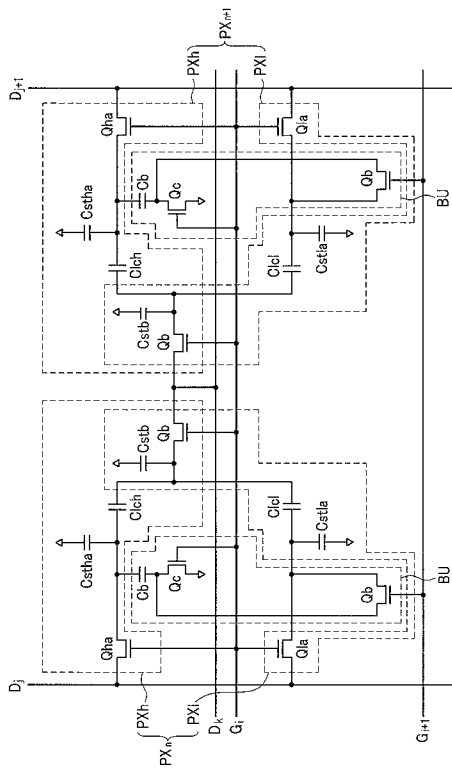 PXn+1
PXh PXl
Dj Dj+1
Cstha Cstha
Qha Qha
Clch Clch
Cb Cb
Qc Qc
Cstb Cstb
Qb Qb
Clcl Clcl
Cstla Cstla
Qla Qla
Qb Qb
BU BU
PXh PXl
PXn
Dk
Gi
Gi+1